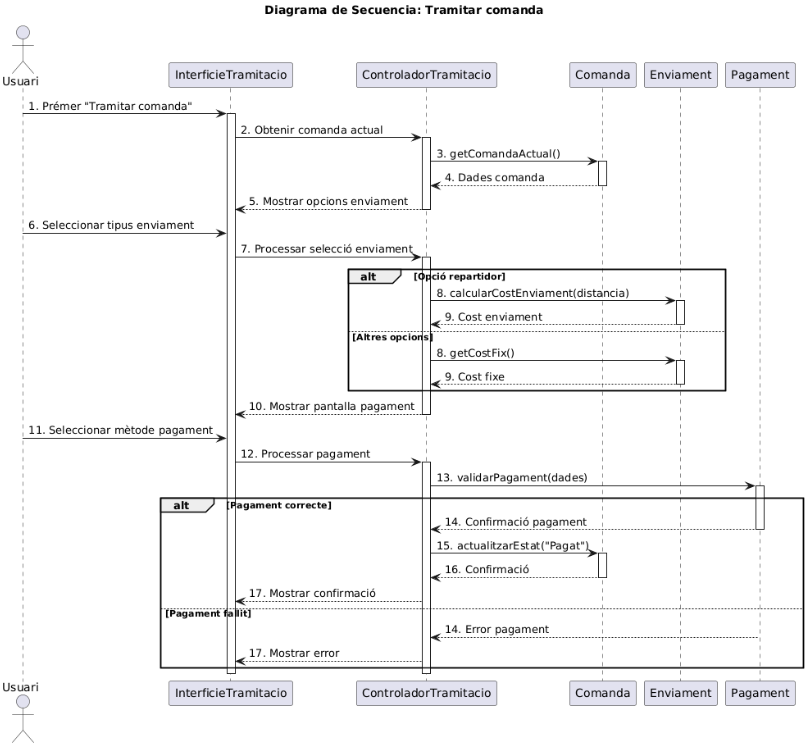 Diagrama de Secuencia: Tramitar comanda
Usuari
InterficieTramitacio
ControladorTramitacio
Comanda
Enviament
Pagament
1. Prémer "Tramitar comanda"
2. Obtenir comanda actual
3. getComandaActual()
4. Dades comanda
5. Mostrar opcions enviament
6. Seleccionar tipus enviament
7. Processar selecció enviament
alt
[Opció repartidor]
8. calcularCostEnviament(distancia)
9. Cost enviament
[Altres opcions]
8. getCostFix()
9. Cost fixe
10. Mostrar pantalla pagament
11. Seleccionar mètode pagament
12. Processar pagament
13. validarPagament(dades)
alt
[Pagament correcte]
14. Confirmació pagament
15. actualitzarEstat("Pagat")
16. Confirmació
17. Mostrar confirmació
[Pagament fallit]
14. Error pagament
17. Mostrar error
Usuari
InterficieTramitacio
ControladorTramitacio
Comanda
Enviament
Pagament